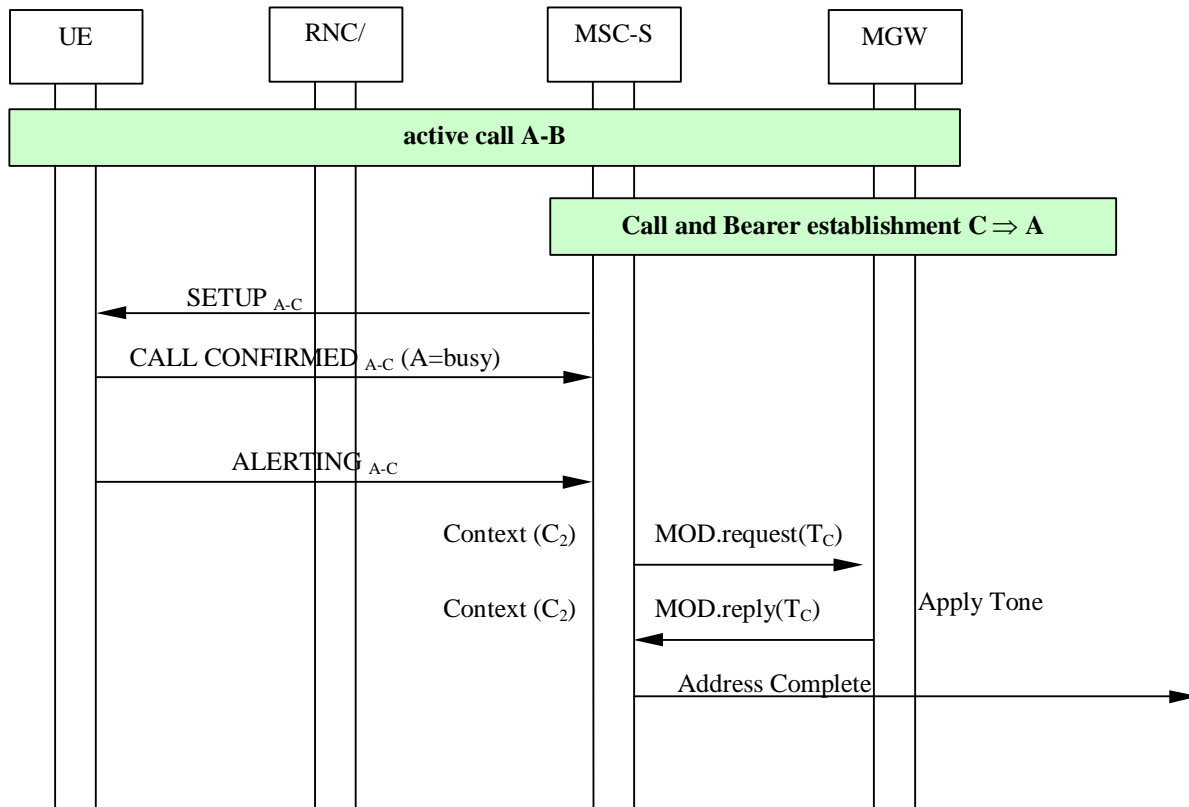 UE
RNC/
MSC-S
MGW
active call A-B
Call and Bearer establishment C ⇒ A
SETUP A-C
CALL CONFIRMED A-C (A=busy)
ALERTING A-C
Context (C2)
MOD.request(TC)
Context (C2)
MOD.reply(TC)
Apply Tone
Address Complete